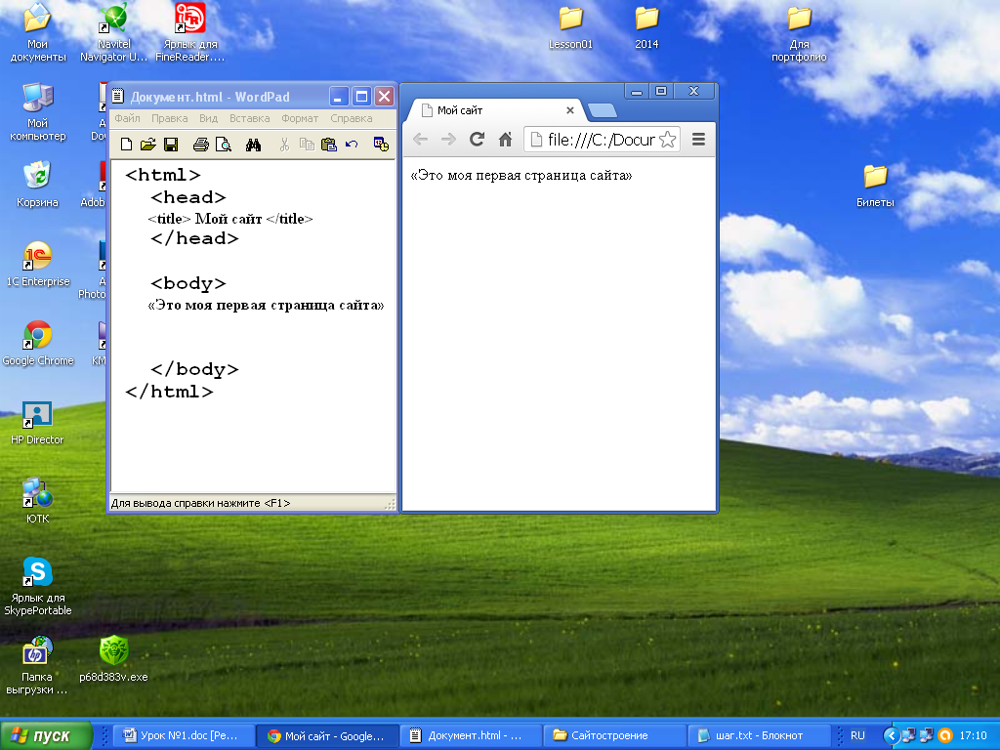 Мои документы
Navitel Navigator U...
Ярлык для FineReader....
Lesson01
2014
Для портфолио
Мой компьютер
Корзина
Adob
1C Enterprise
Photo
Google Chrome
KM
HP Director
ЮТК
Ярлык для SkypePortable
Папка выгрузки ...
p68d383v.exe
Билеты
Документ.html - WordPad
Файл Правка Вид Вставка Формат Справка
<html>
<head>
<title> Мой сайт </title>
</head>
<body>
«Это моя первая страница сайта»
</body>
</html>
Для вывода справки нажмите <F1>
Мой сайт
file:///C:/Docur
«Это моя первая страница сайта»
пуск
Урок №1.doc [Ре...
Мой сайт - Google...
Документ.html - ...
Сайтостроение
шаг.txt - Блокнот
RU
17:10